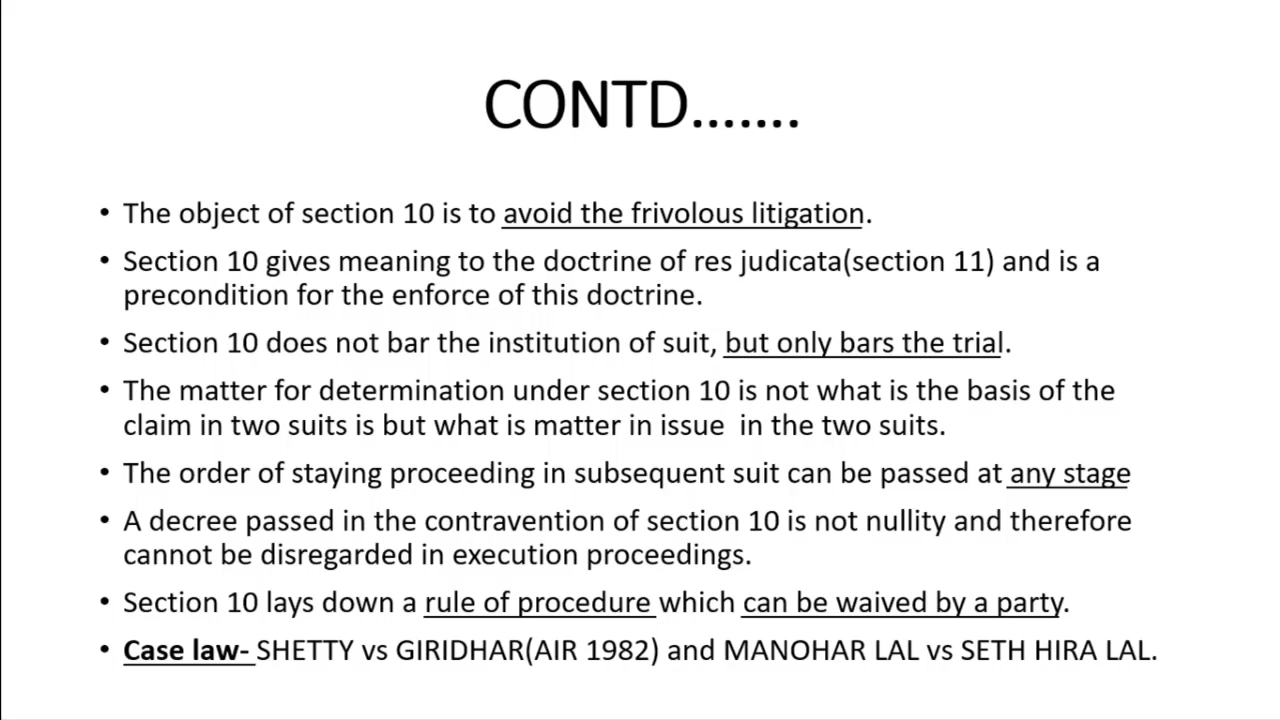 CONTD.......
• The object of section 10 is to avoid the frivolous litigation.
• Section 10 gives meaning to the doctrine of res judicata(section 11) and is a
precondition for the enforce of this doctrine.
• Section 10 does not bar the institution of suit, but only bars the trial.
• The matter for determination under section 10 is not what is the basis of the
claim in two suits is but what is matter in issue  in the two suits.
• The order of staying proceeding in subsequent suit can be passed at any stage
• A decree passed in the contravention of section 10 is not nullity and therefore
cannot be disregarded in execution proceedings.
• Section 10 lays down a rule of procedure which can be waived by a party.
• Case law- SHETTY vs GIRIDHAR(AIR 1982) and MANOHAR LAL vs SETH HIRA LAL.